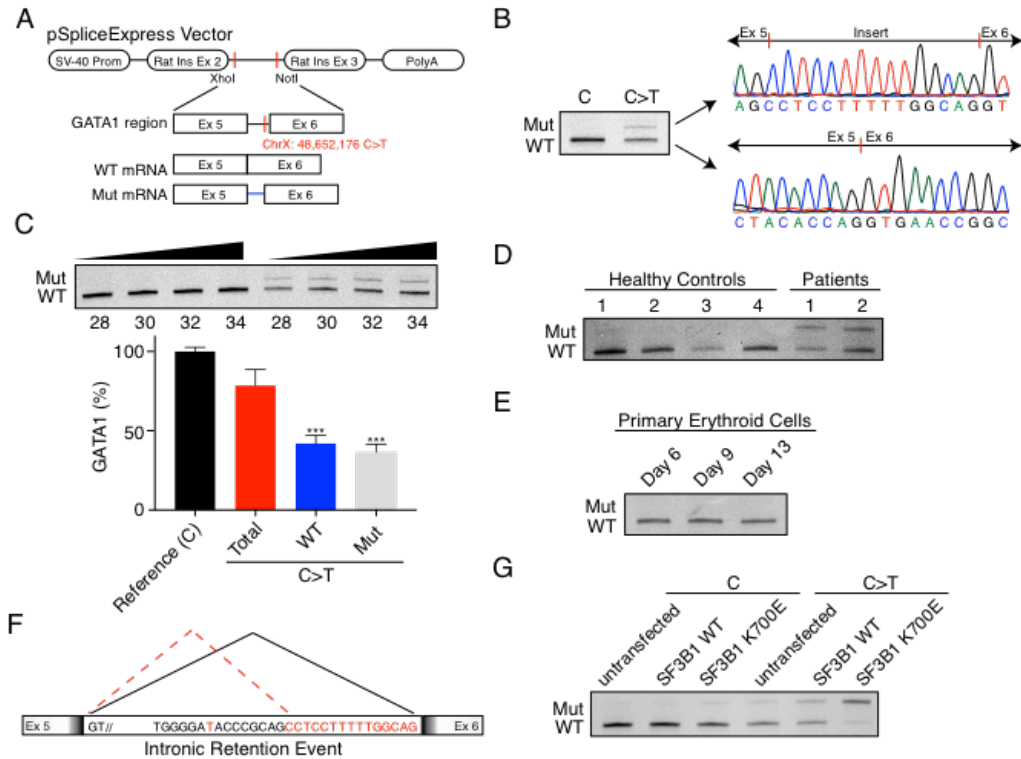 A
pSpliceExpress Vector
SV-40 Prom
Rat Ins Ex 2
Rat Ins Ex 3
PolyA
XhoI
NotI
GATA1 region
Ex 5
Ex 6
ChrX: 48,652,176 C>T
WT mRNA
Ex 5
Ex 6
Mut mRNA
Ex 5
Ex 6
B
C
C>T
Mut
WT
Ex 5
Insert
Ex 6
AGCCTCCTTTTTGGCAGGT
Ex 5
Ex 6
CTACACCAGGTGAACCGGC
C
Mut
WT
28 30 32 34 28 30 32 34
GATA1 (%)
100
50
0
***
***
Reference (C)
Total
WT
Mut
C>T
D
Healthy Controls
Patients
1 2 3 4 1 2
Mut
WT
E
Primary Erythroid Cells
Day 6
Day 9
Day 13
Mut
WT
F
Ex 5
GT//
TGGGGATACCCGCAGCCTCCTTTTTGGCAG
Ex 6
Intronic Retention Event
G
C
C>T
untransfected
SF3B1 WT
SF3B1 K700E
untransfected
SF3B1 WT
SF3B1 K700E
Mut
WT